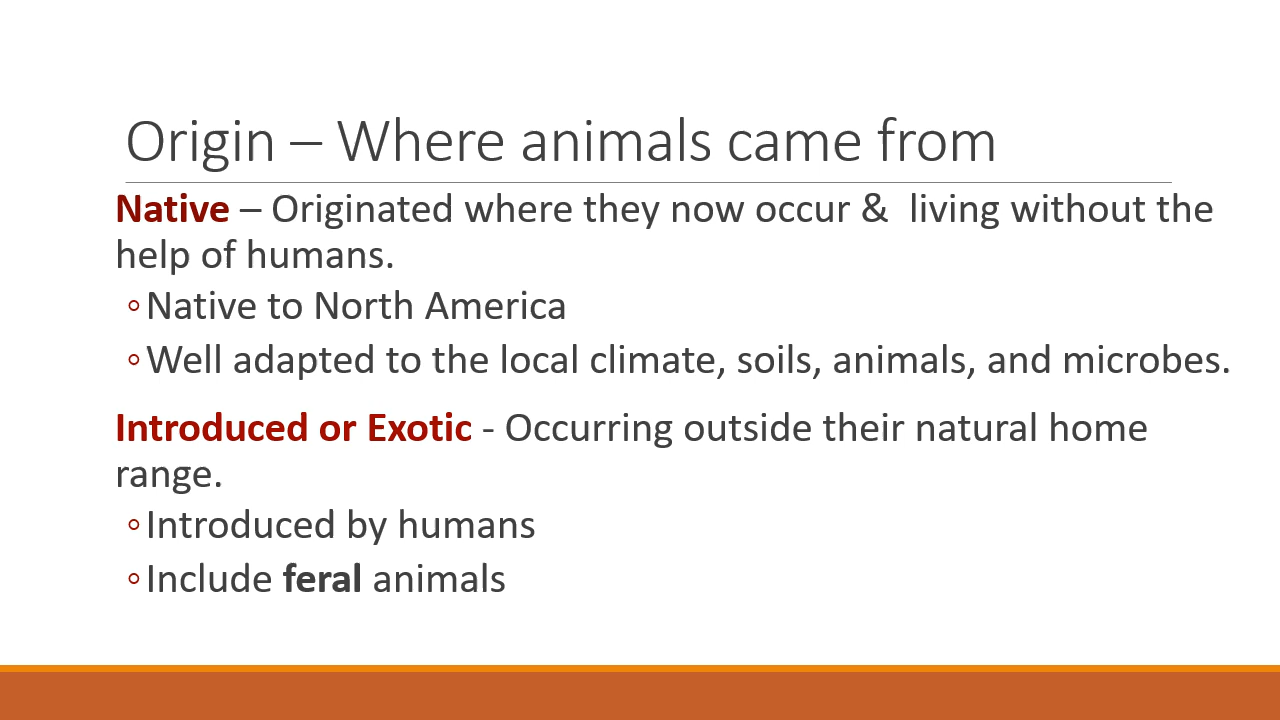 Origin – Where animals came from
Native – Originated where they now occur &  living without the
help of humans.
◦Native to North America
◦Well adapted to the local climate, soils, animals, and microbes.
Introduced or Exotic - Occurring outside their natural home
range.
◦Introduced by humans
◦Include feral animals